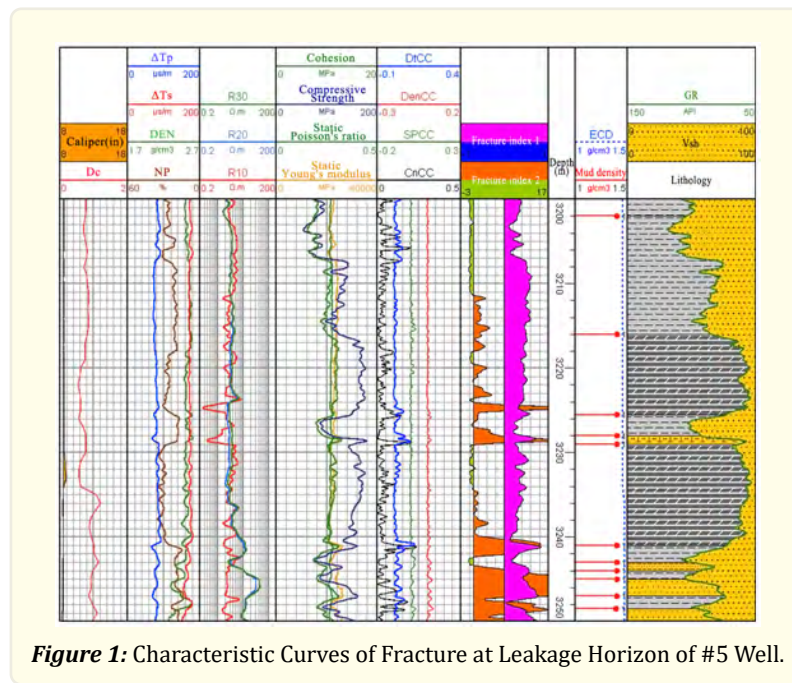 ΔTp
0 µs/m 200
ΔTs
0 µs/m 200
DEN
1.7 g/cm3 2.7
NP
60 % 0
Caliper(in)
8 18
8 18
Dc
0 2
R30
0.2 Ω.m 200
R20
0.2 Ω.m 200
R10
0.2 Ω.m 200
Cohesion
0 MPa 20
Compressive
Strength
0 MPa 200
Static
Poisson's ratio
0 0.5
Static
Young's modulus
0 MPa 80000
DtCC
-0.1 0.4
DenCC
-0.3 0.2
SPCC
-0.2 0.3
CnCC
0 0.5
Fracture index 1
Fracture index 2
-3 17
Depth
(m)
ECD
1 g/cm3 1.5
Mud density
1 g/cm3 1.5
GR
150 API 50
Vsh
0 100
Lithology
3200
3210
3220
3230
3240
3250
Figure 1: Characteristic Curves of Fracture at Leakage Horizon of #5 Well.